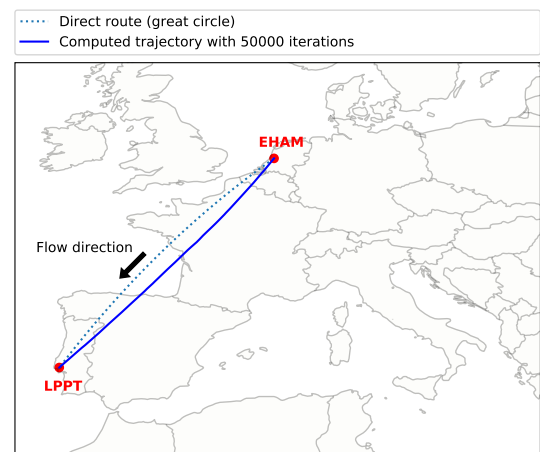 Direct route (great circle)
Computed trajectory with 50000 iterations
EHAM
Flow direction
LPPT